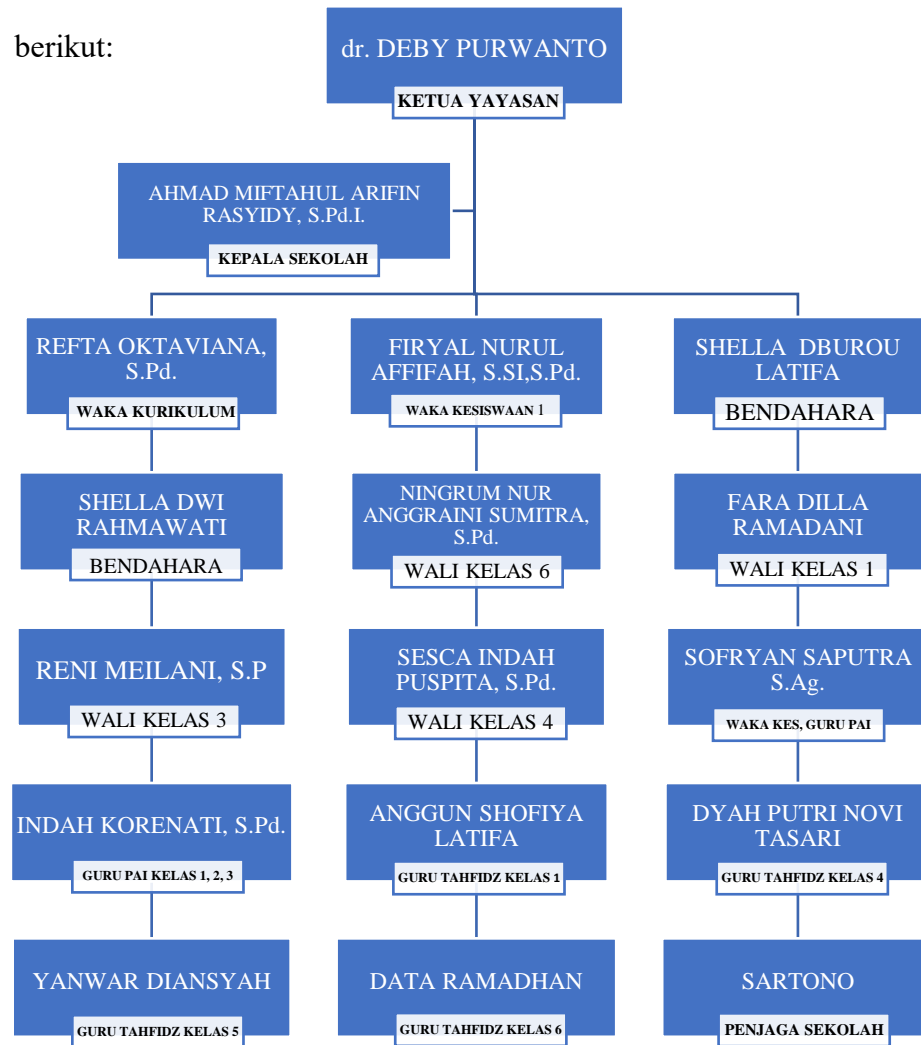 berikut:
dr. DEBY PURWANTO
KETUA YAYASAN
AHMAD MIFTAHUL ARIFIN
RASYIDY, S.Pd.I.
KEPALA SEKOLAH
REFTA OKTAVIANA,
S.Pd.
WAKA KURIKULUM
FIRYAL NURUL
AFFIFAH, S.SI,S.Pd.
WAKA KESISWAAN 1
SHELLA DBUROU
LATIFA
BENDAHARA
SHELLA DWI
RAHMAWATI
BENDAHARA
NINGRUM NUR
ANGGRAINI SUMITRA,
S.Pd.
WALI KELAS 6
FARA DILLA
RAMADANI
WALI KELAS 1
RENI MEILANI, S.P
WALI KELAS 3
SESCA INDAH
PUSPITA, S.Pd.
WALI KELAS 4
SOFRYAN SAPUTRA
S.Ag.
WAKA KES, GURU PAI
INDAH KORENATI, S.Pd.
GURU PAI KELAS 1, 2, 3
ANGGUN SHOFIYA
LATIFA
GURU TAHFIDZ KELAS 1
DYAH PUTRI NOVI
TASARI
GURU TAHFIDZ KELAS 4
YANWAR DIANSYAH
GURU TAHFIDZ KELAS 5
DATA RAMADHAN
GURU TAHFIDZ KELAS 6
SARTONO
PENJAGA SEKOLAH